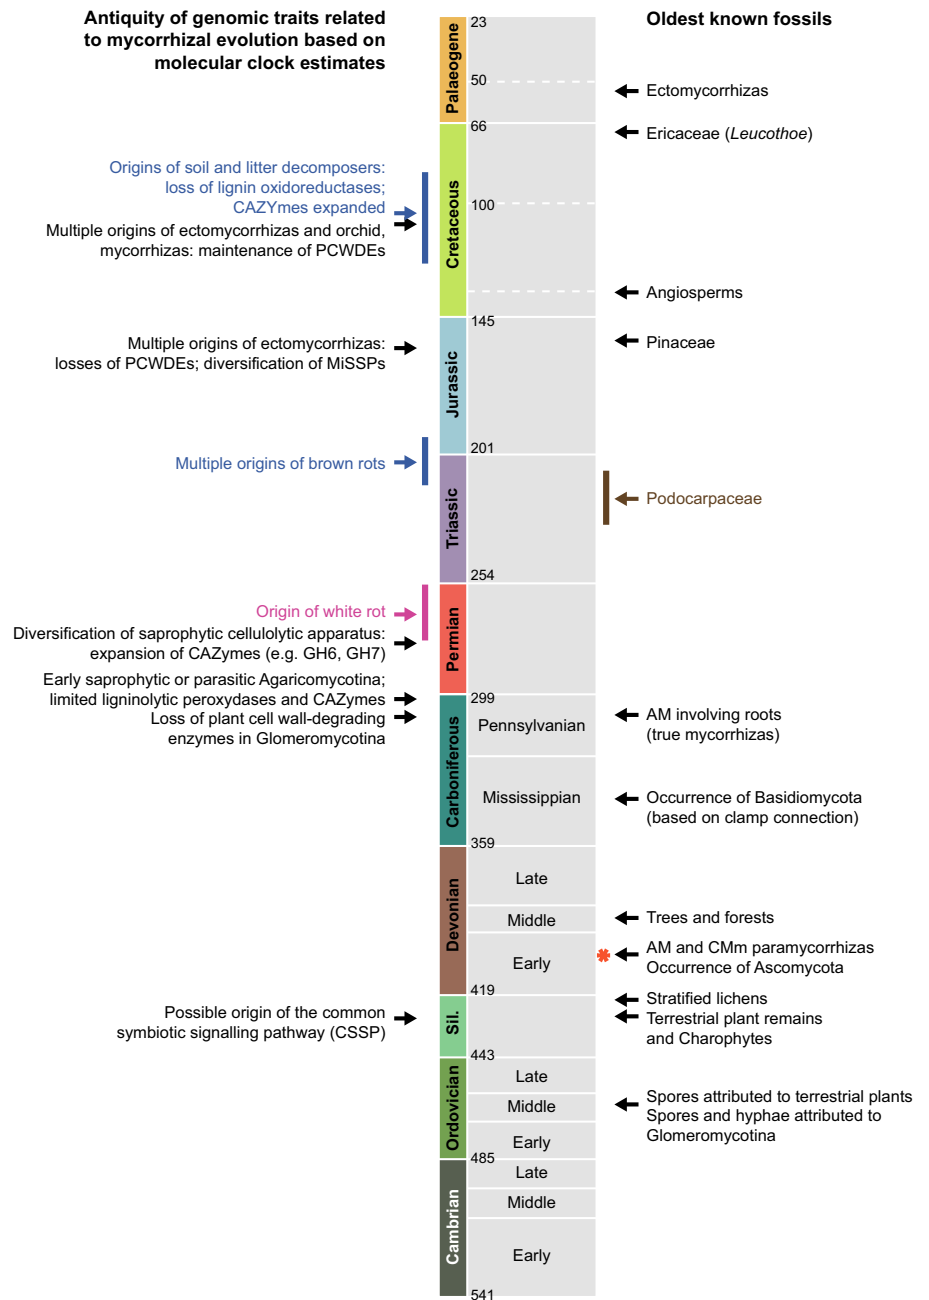 Antiquity of genomic traits related
to mycorrhizal evolution based on
molecular clock estimates
Oldest known fossils
23
Palaeogene
50
Ectomycorrhizas
66
Ericaceae (Leucothoe)
Origins of soil and litter decomposers:
loss of lignin oxidoreductases;
CAZYmes expanded
Multiple origins of ectomycorrhizas and orchid,
mycorrhizas: maintenance of PCWDEs
Cretaceous
100
Angiosperms
145
Multiple origins of ectomycorrhizas:
losses of PCWDEs; diversification of MiSSPs
Jurassic
Pinaceae
201
Multiple origins of brown rots
Triassic
Podocarpaceae
254
Origin of white rot
Diversification of saprophytic cellulolytic apparatus:
expansion of CAZymes (e.g. GH6, GH7)
Permian
Early saprophytic or parasitic Agaricomycotina;
limited ligninolytic peroxydases and CAZymes
299
Loss of plant cell wall-degrading
enzymes in Glomeromycotina
Carboniferous
Pennsylvanian
AM involving roots
(true mycorrhizas)
Mississippian
Occurrence of Basidiomycota
(based on clamp connection)
359
Devonian
Late
Middle
Trees and forests
Early
AM and CMm paramycorrhizas
Occurrence of Ascomycota
419
Possible origin of the common
symbiotic signalling pathway (CSSP)
Sil.
Stratified lichens
Terrestrial plant remains
and Charophytes
443
Ordovician
Late
Middle
Early
Spores attributed to terrestrial plants
Spores and hyphae attributed to
Glomeromycotina
485
Cambrian
Late
Middle
Early
541